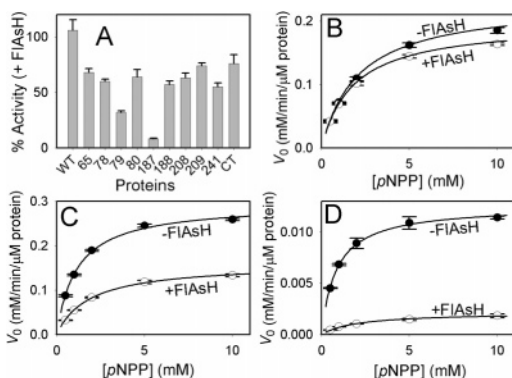 A
% Activity (+ FlAsH)
100
50
0
WT
65
78
79
80
187
188
208
209
241
CT
Proteins
B
V0 (mM/min/μM protein)
0.2
0.1
0.0
-FlAsH
+FlAsH
0
5
10
[pNPP] (mM)
C
V0 (mM/min/μM protein)
0.3
0.2
0.1
0.0
-FlAsH
+FlAsH
0
5
10
[pNPP] (mM)
D
V0 (mM/min/μM protein)
0.010
0.005
0.000
-FlAsH
+FlAsH
0
5
10
[pNPP] (mM)